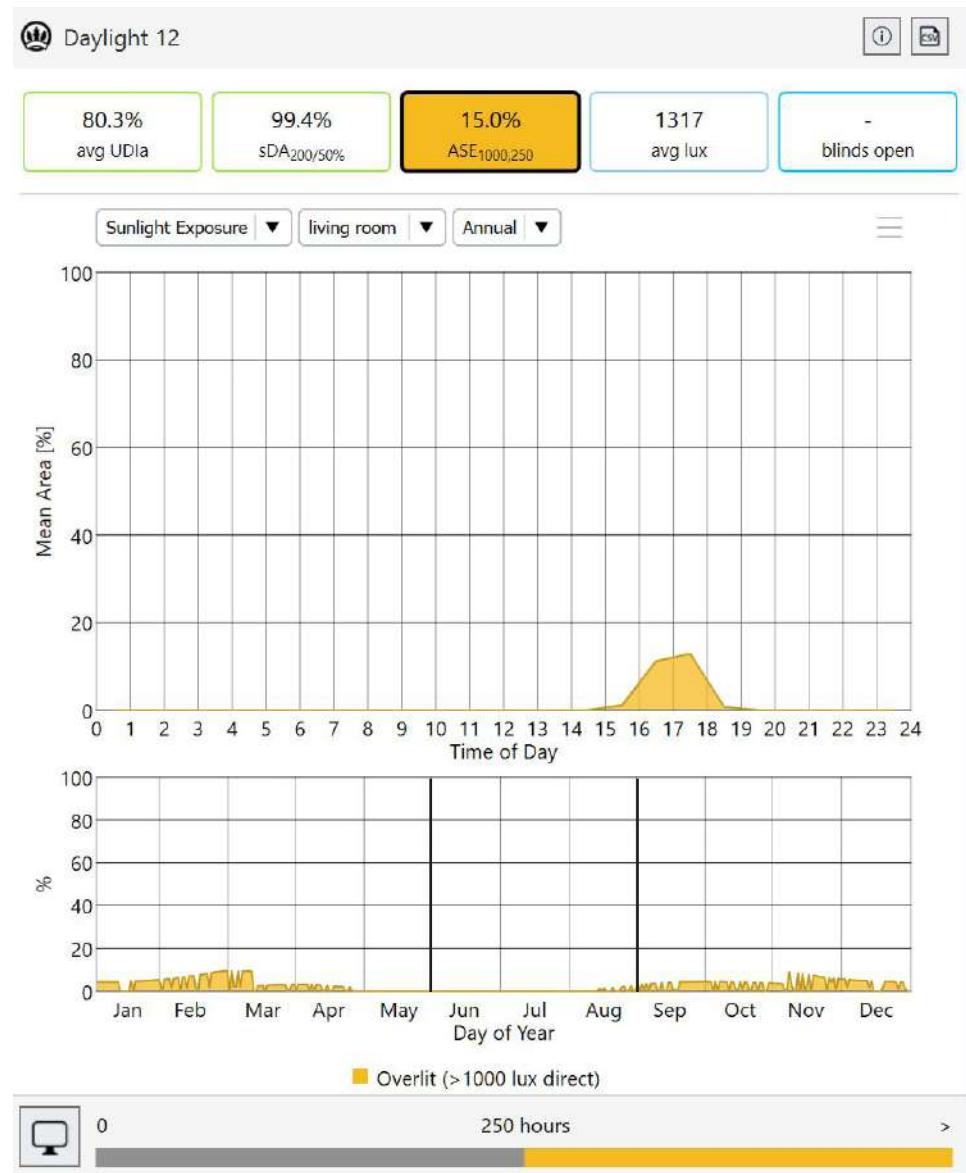 Daylight 12
CSV
80.3% 99.4% 15.0% 1317 -
avg UDIa sDA200/50% ASE1000,250 avg lux blinds open
Sunlight Exposure ▼ living room ▼ Annual ▼
100
80
60
40
20
0
Mean Area [%]
0 1 2 3 4 5 6 7 8 9 10 11 12 13 14 15 16 17 18 19 20 21 22 23 24
Time of Day
100
80
60
40
20
0
%
Jan Feb Mar Apr May Jun Jul Aug Sep Oct Nov Dec
Day of Year
Overlit (>1000 lux direct)
0 250 hours >